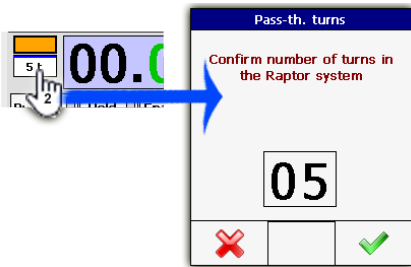 Pass-th. turns
Confirm number of turns in
the Raptor system
5 t
00.0
2
Hold
05